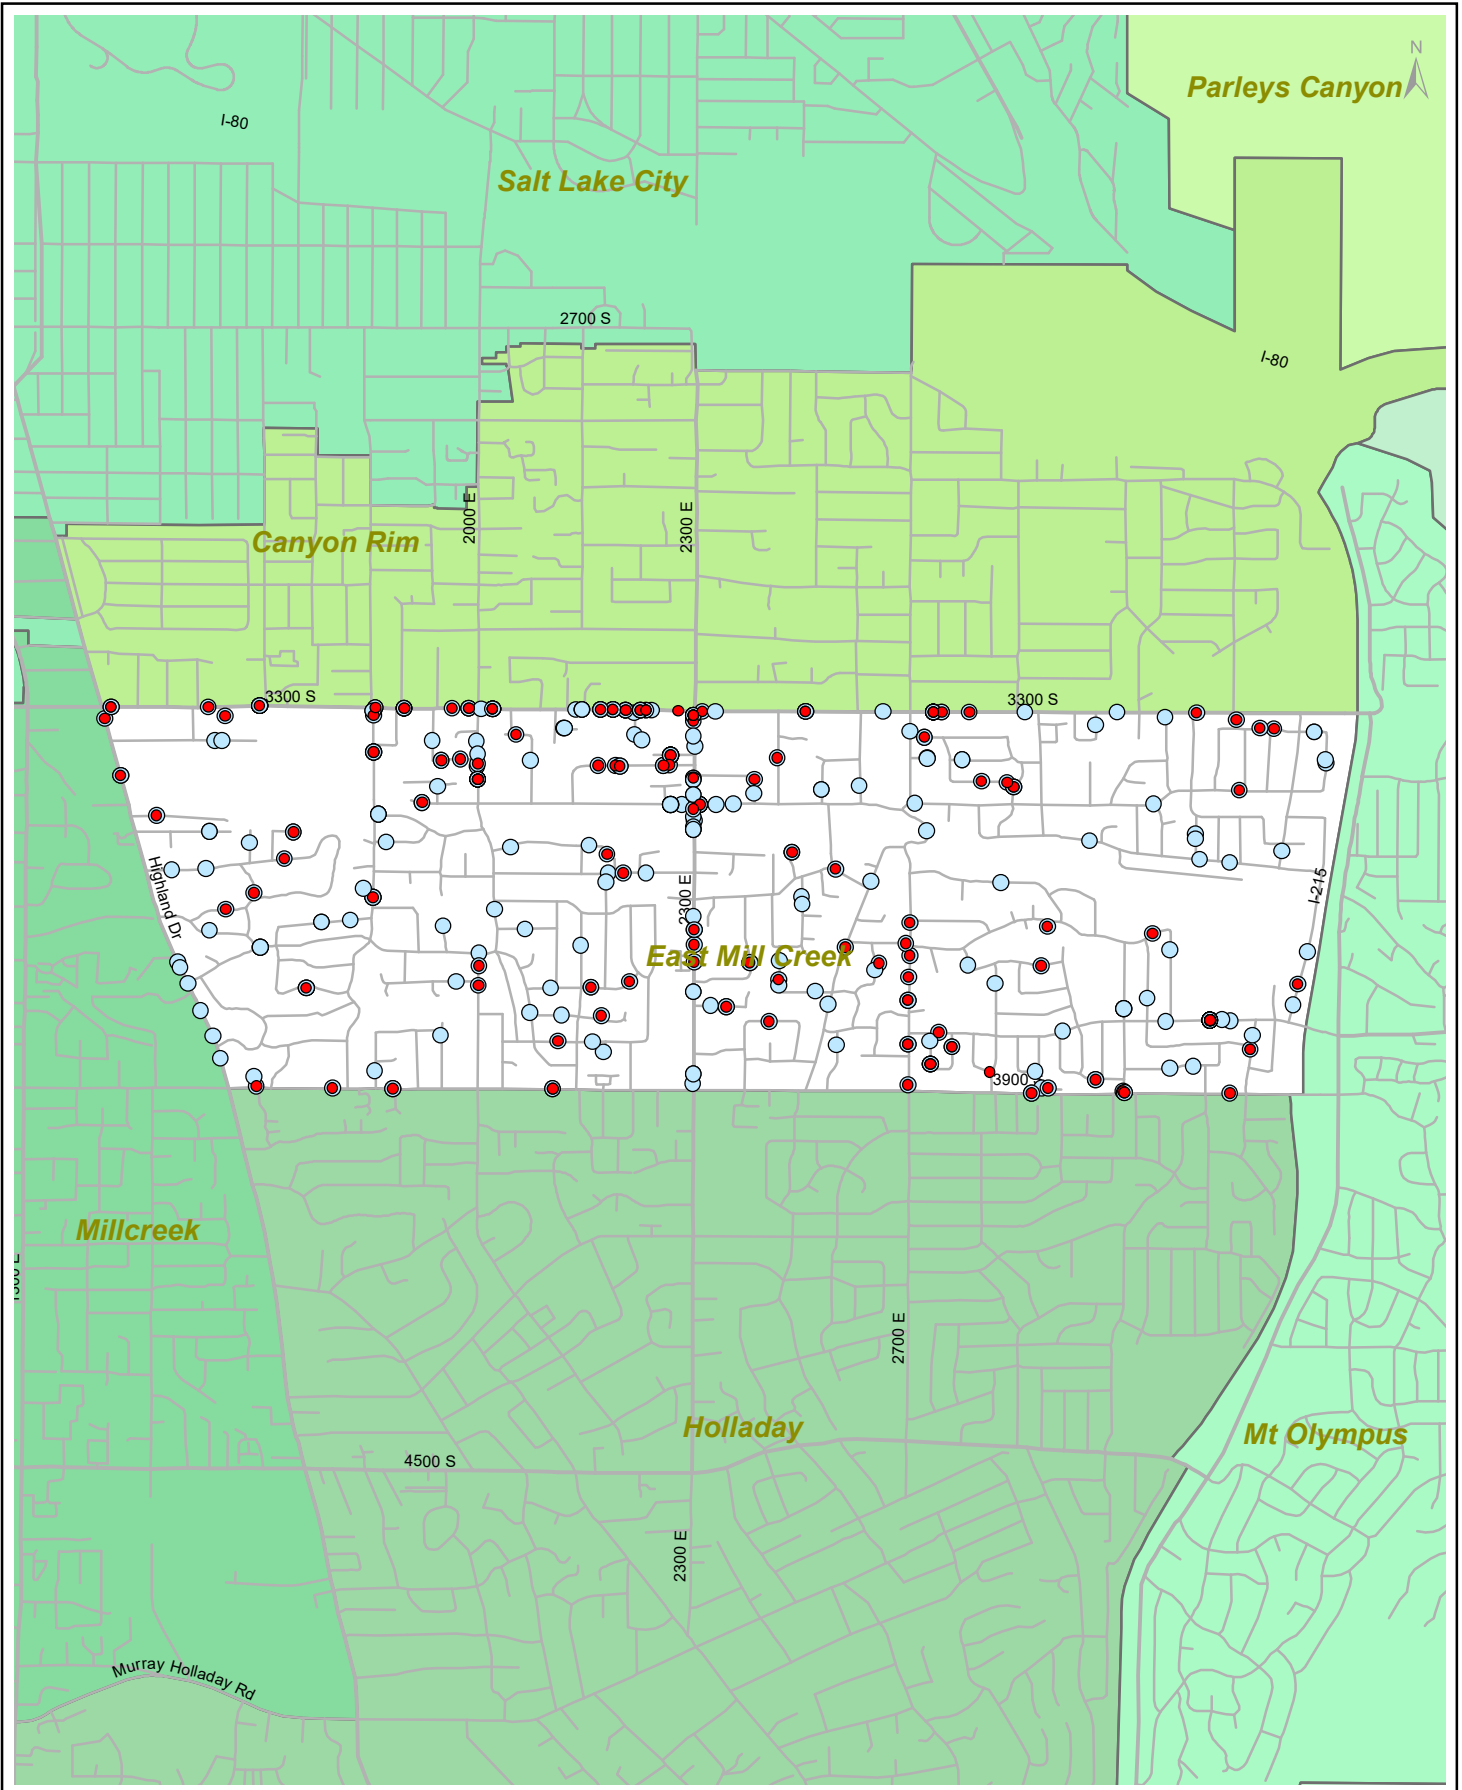 N
Parleys Canyon
I-80
Salt Lake City
2700 S
I-80
2000 E
2300 E
Canyon Rim
3300 S
3300 S
Highland Dr
2300 E
I-215
East Mill Creek
3900
Millcreek
2700 E
Holladay
Mt Olympus
4500 S
2300 E
Murray Holladay Rd